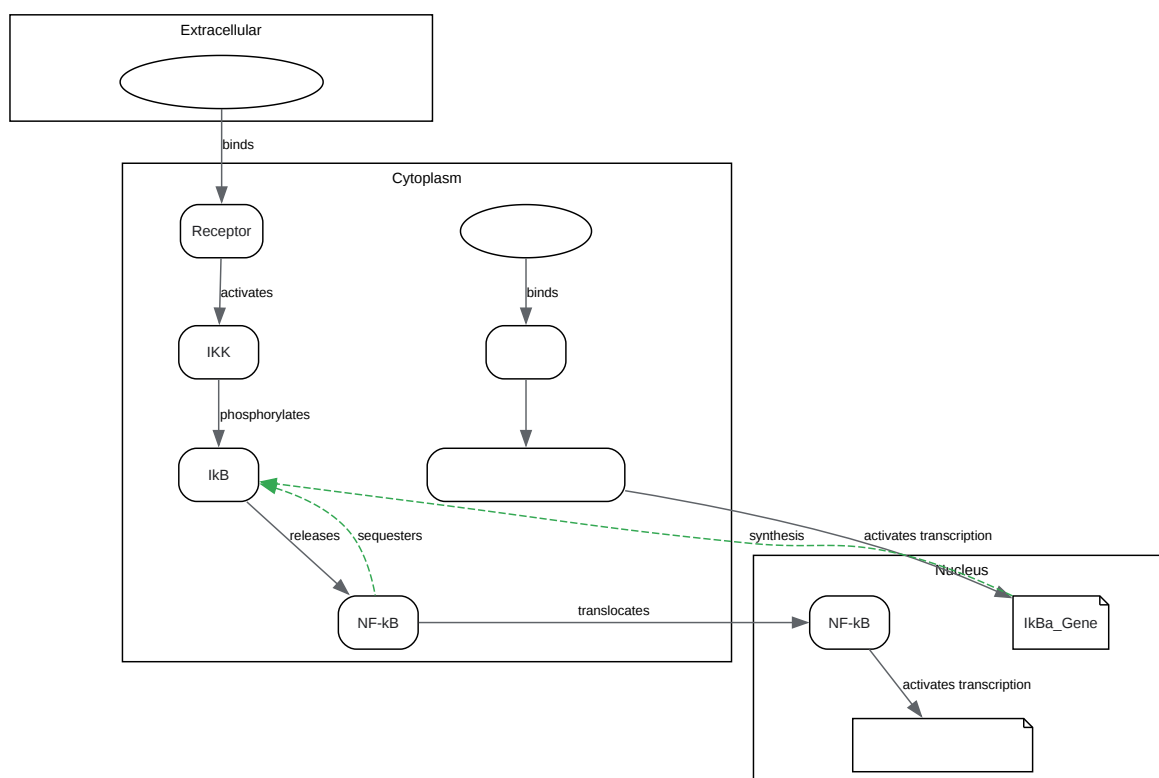 Extracellular
binds
Cytoplasm
Receptor
activates
binds
IKK
phosphorylates
IkB
releases
sequesters
synthesis
activates transcription
Nucleus
NF-kB
translocates
NF-kB
IkBa_Gene
activates transcription